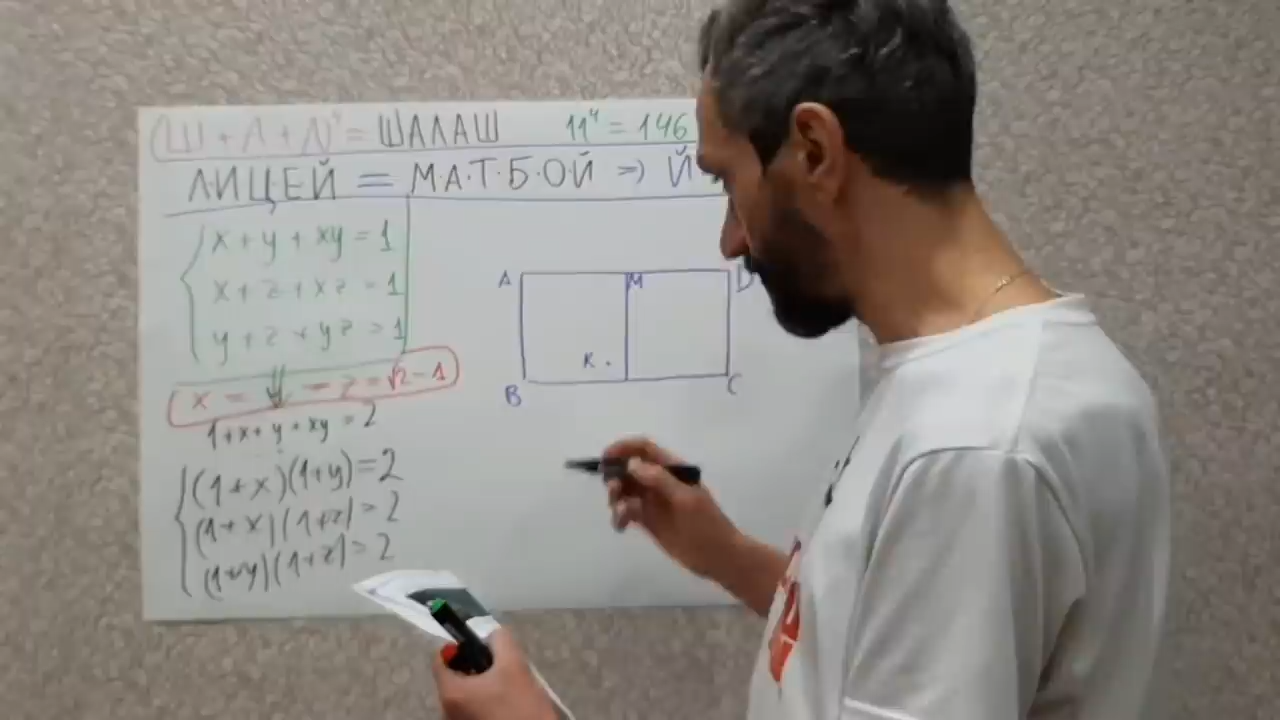 (Ш + А + Л)⁴ = ШАЛАШ 11⁴ = 146
ЛИЦЕЙ = М·А·Т·Б·О·Й => Й
x + y + xy = 1
x + z + xz = 1
y + z + yz = 1
x = = z = √2 - 1
1 + x + y + xy = 2
(1 + x)(1 + y) = 2
(1 + x)(1 + z) = 2
(1 + y)(1 + z) = 2
A M D
K .
B C